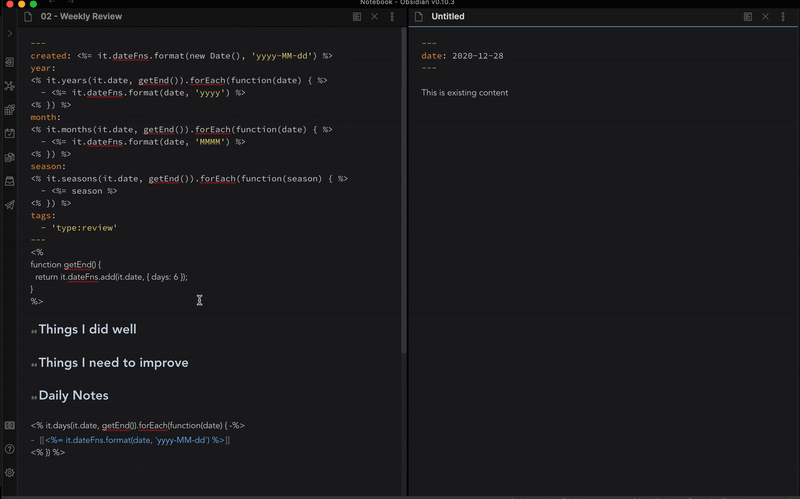 Notebook - Obsidian v0.10.3
02 - Weekly Review
---
created: <%= it.dateFns.format(new Date(), 'yyyy-MM-dd') %>
year:
<% it.years(it.date, getEnd()).forEach(function(date) { %>
- <%= it.dateFns.format(date, 'yyyy') %>
<% }) %>
month:
<% it.months(it.date, getEnd()).forEach(function(date) { %>
- <%= it.dateFns.format(date, 'MMMM') %>
<% }) %>
season:
<% it.seasons(it.date, getEnd()).forEach(function(season) { %>
- <%= season %>
<% }) %>
tags:
- 'type:review'
---
<%
function getEnd() {
return it.dateFns.add(it.date, { days: 6 });
}
%>
## Things I did well
## Things I need to improve
## Daily Notes
<% it.days(it.date, getEnd()).forEach(function(date) { -%>
- [[<%= it.dateFns.format(date, 'yyyy-MM-dd') %>]]
<% }) %>
Untitled
---
date: 2020-12-28
---
This is existing content